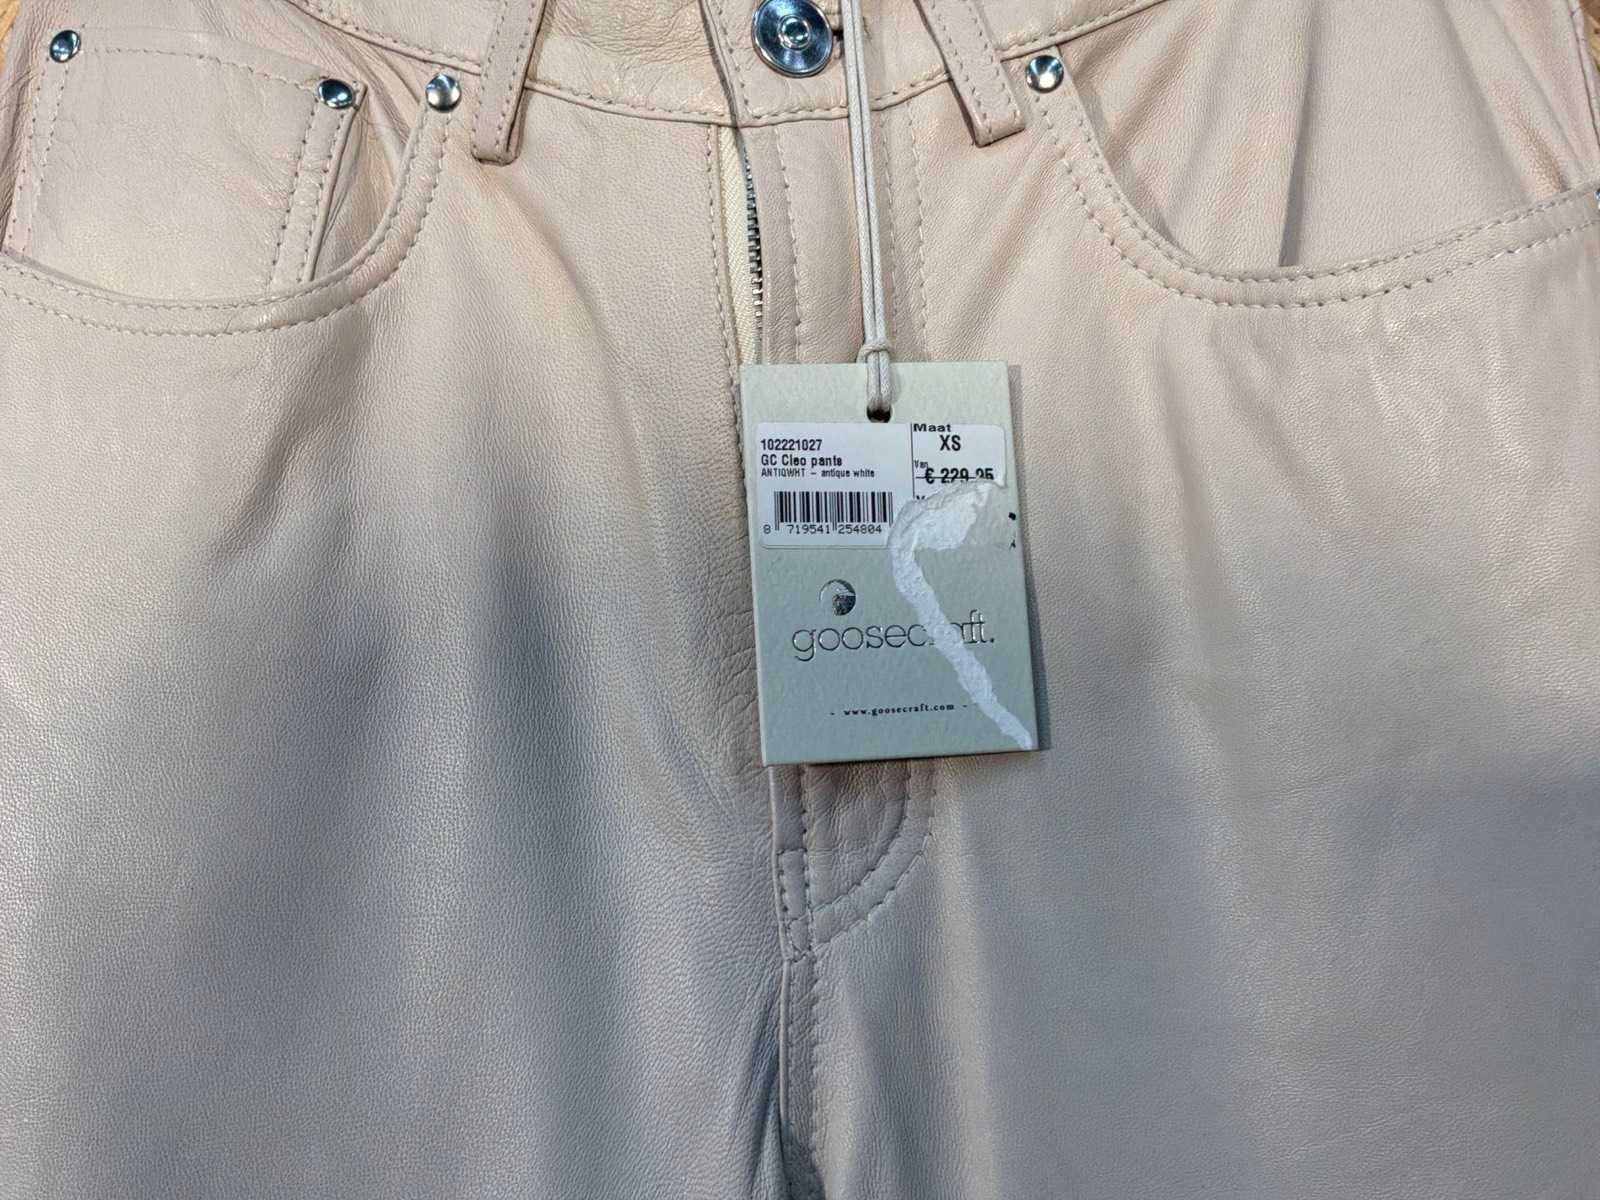 102221027
GC Cleo pants
ANTIQWHT - antique white
8 719541 254804
Maat
XS
Van
€ 229.95
goosecraft.
- www.goosecraft.com -